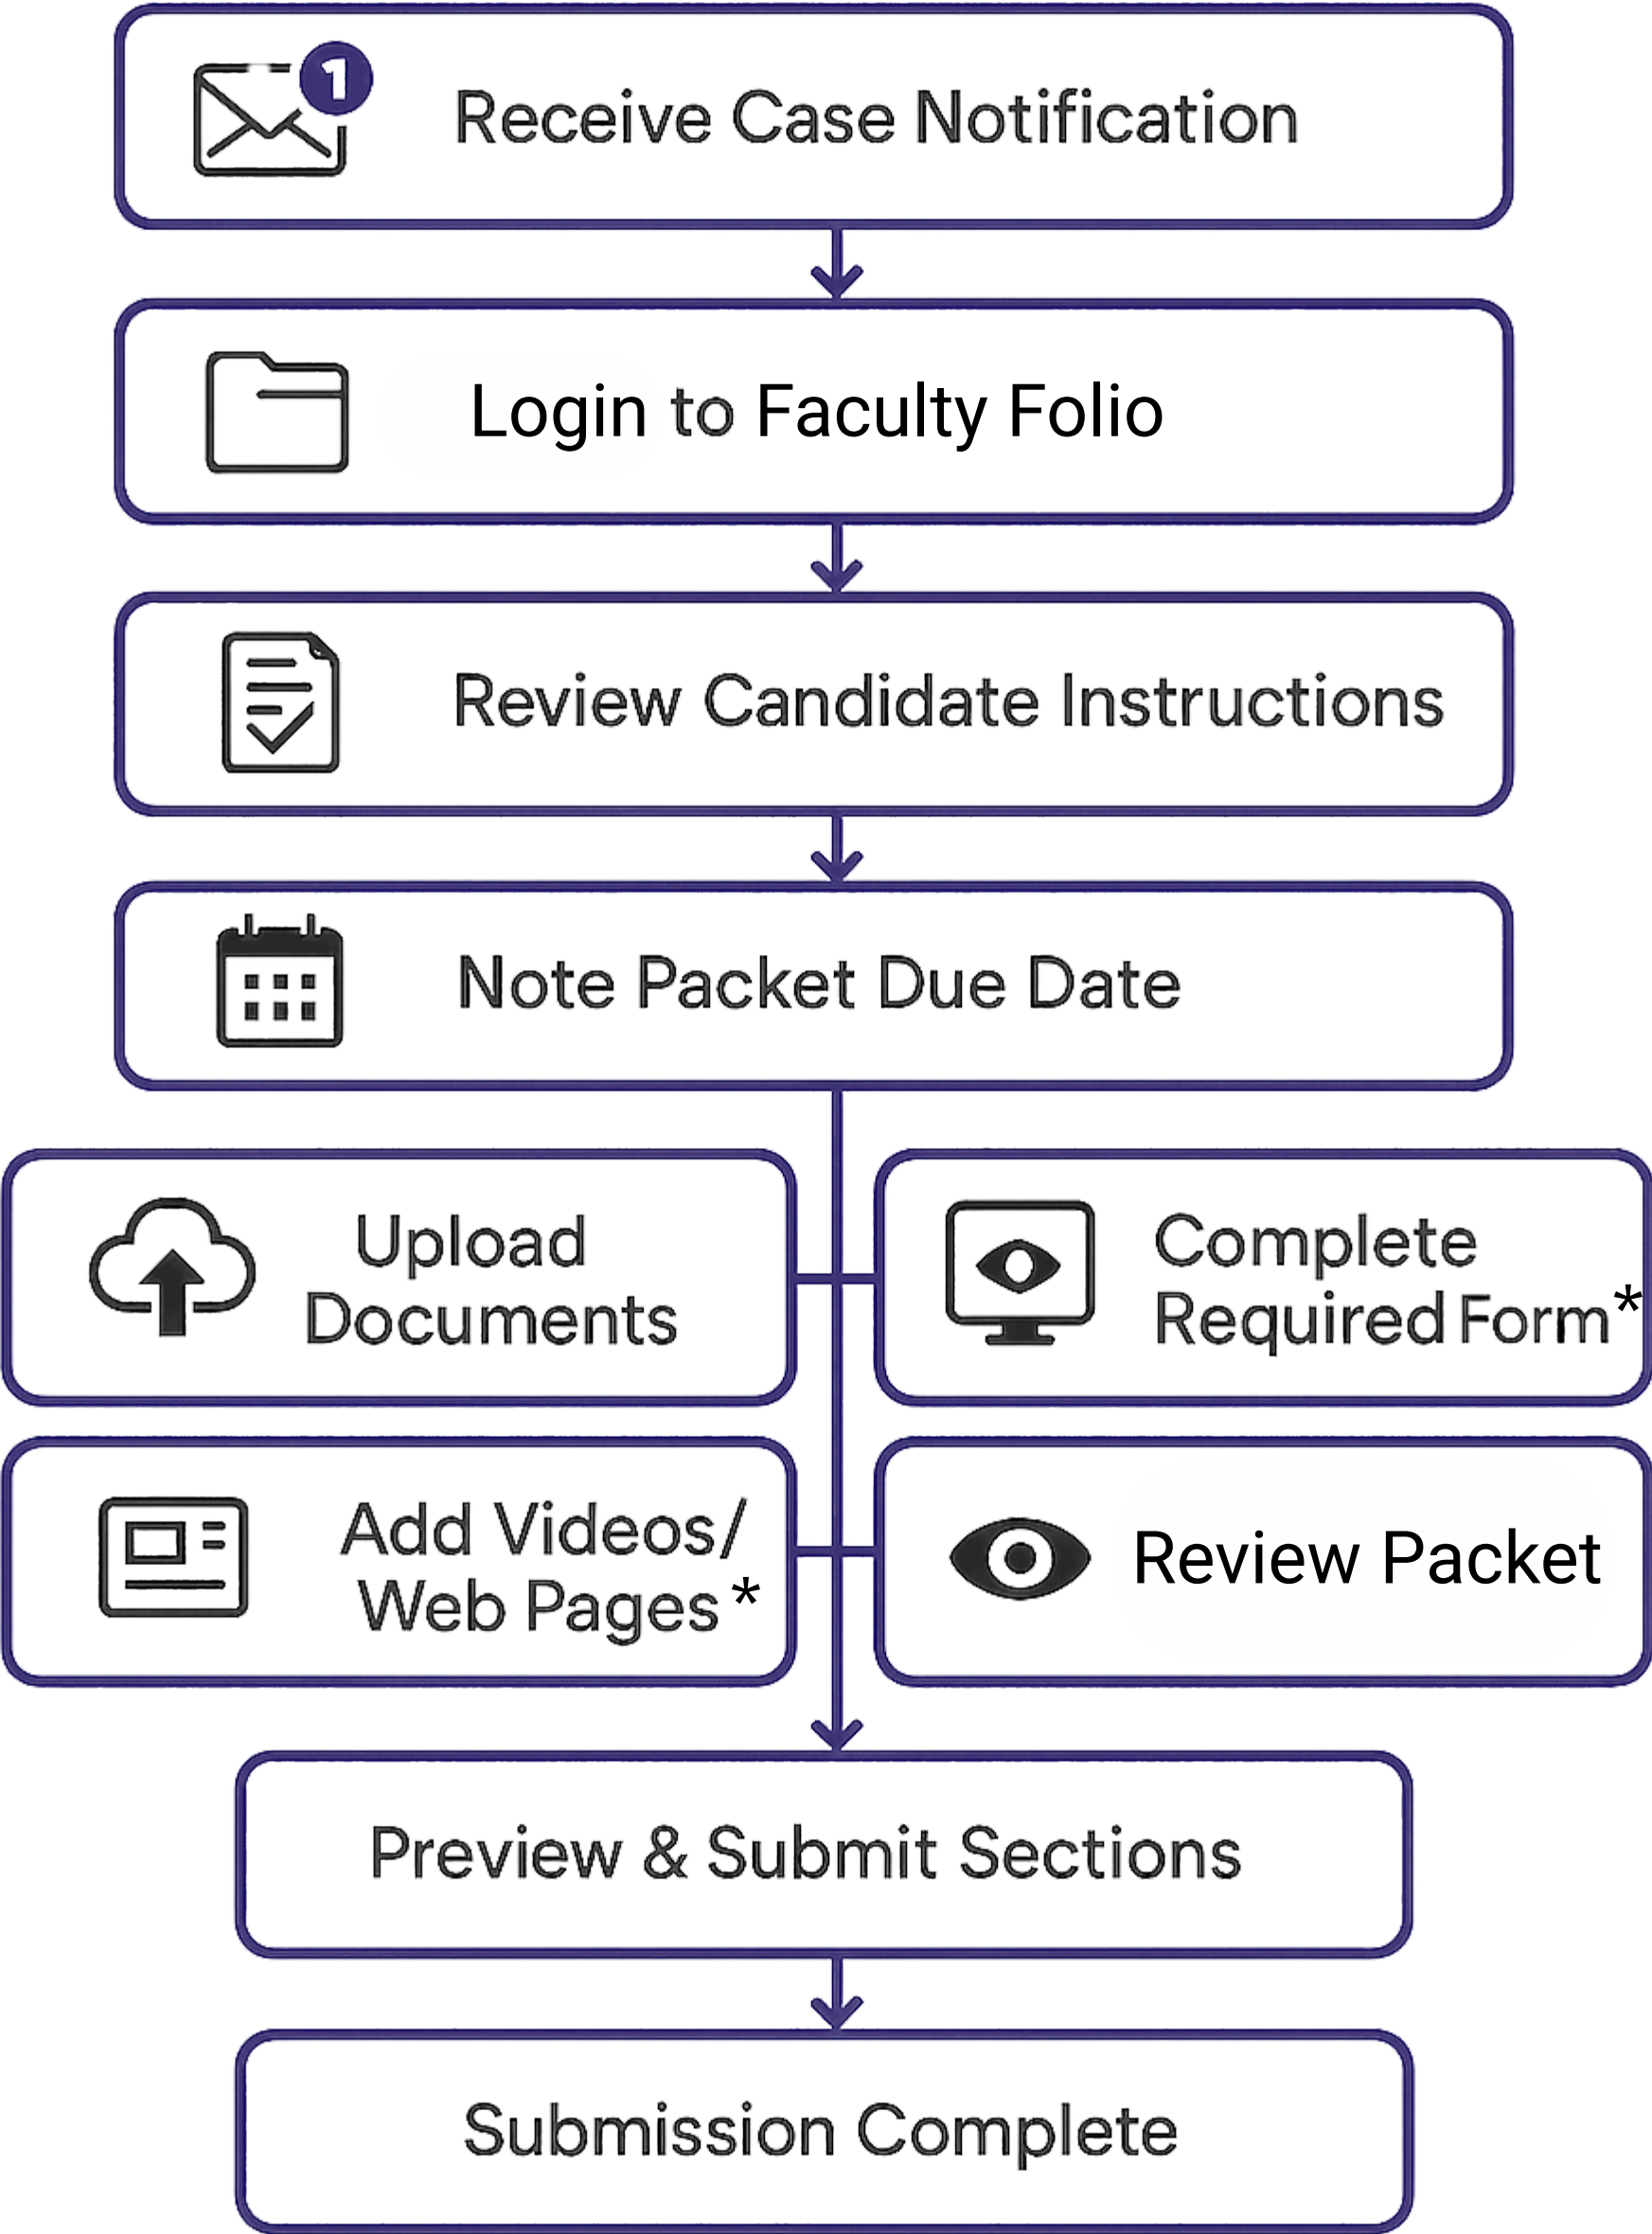 1
Receive Case Notification
Login to Faculty Folio
Review Candidate Instructions
Note Packet Due Date
Upload
Documents
Complete
Required Form*
Add Videos/
Web Pages*
Review Packet
Preview & Submit Sections
Submission Complete